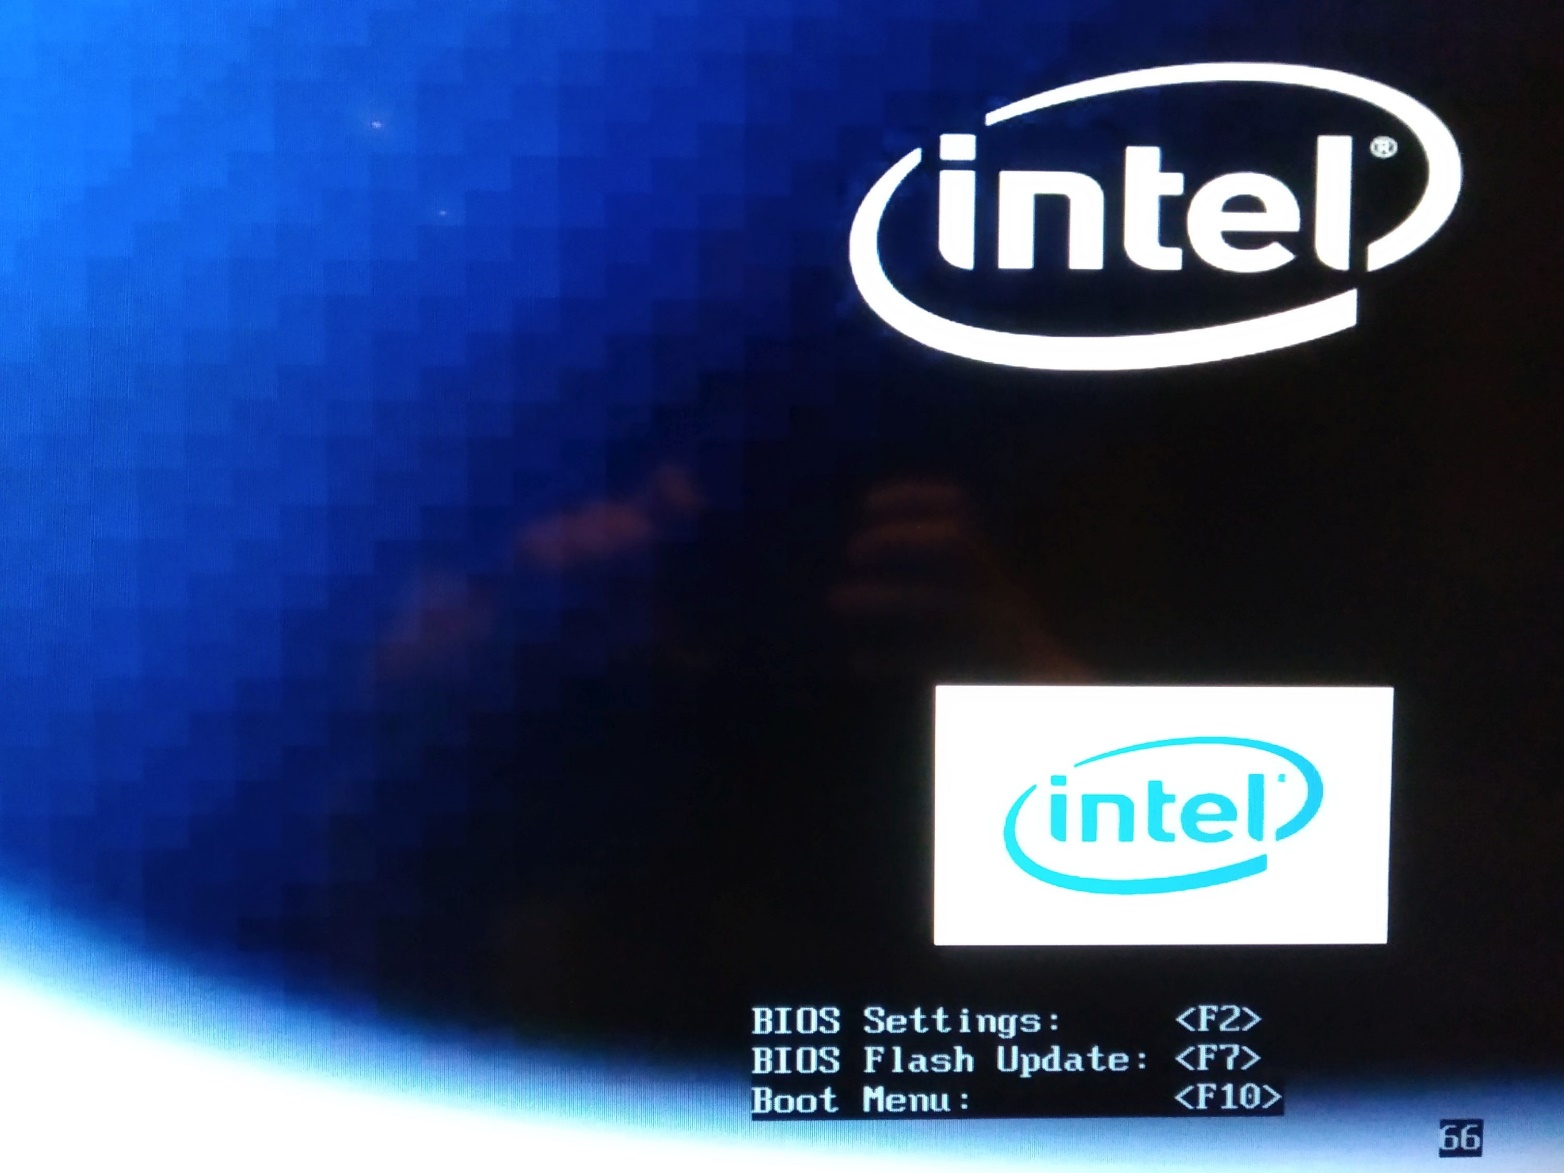 intel®
intel
BIOS Settings: <F2>
BIOS Flash Update: <F7>
Boot Menu: <F10>
66